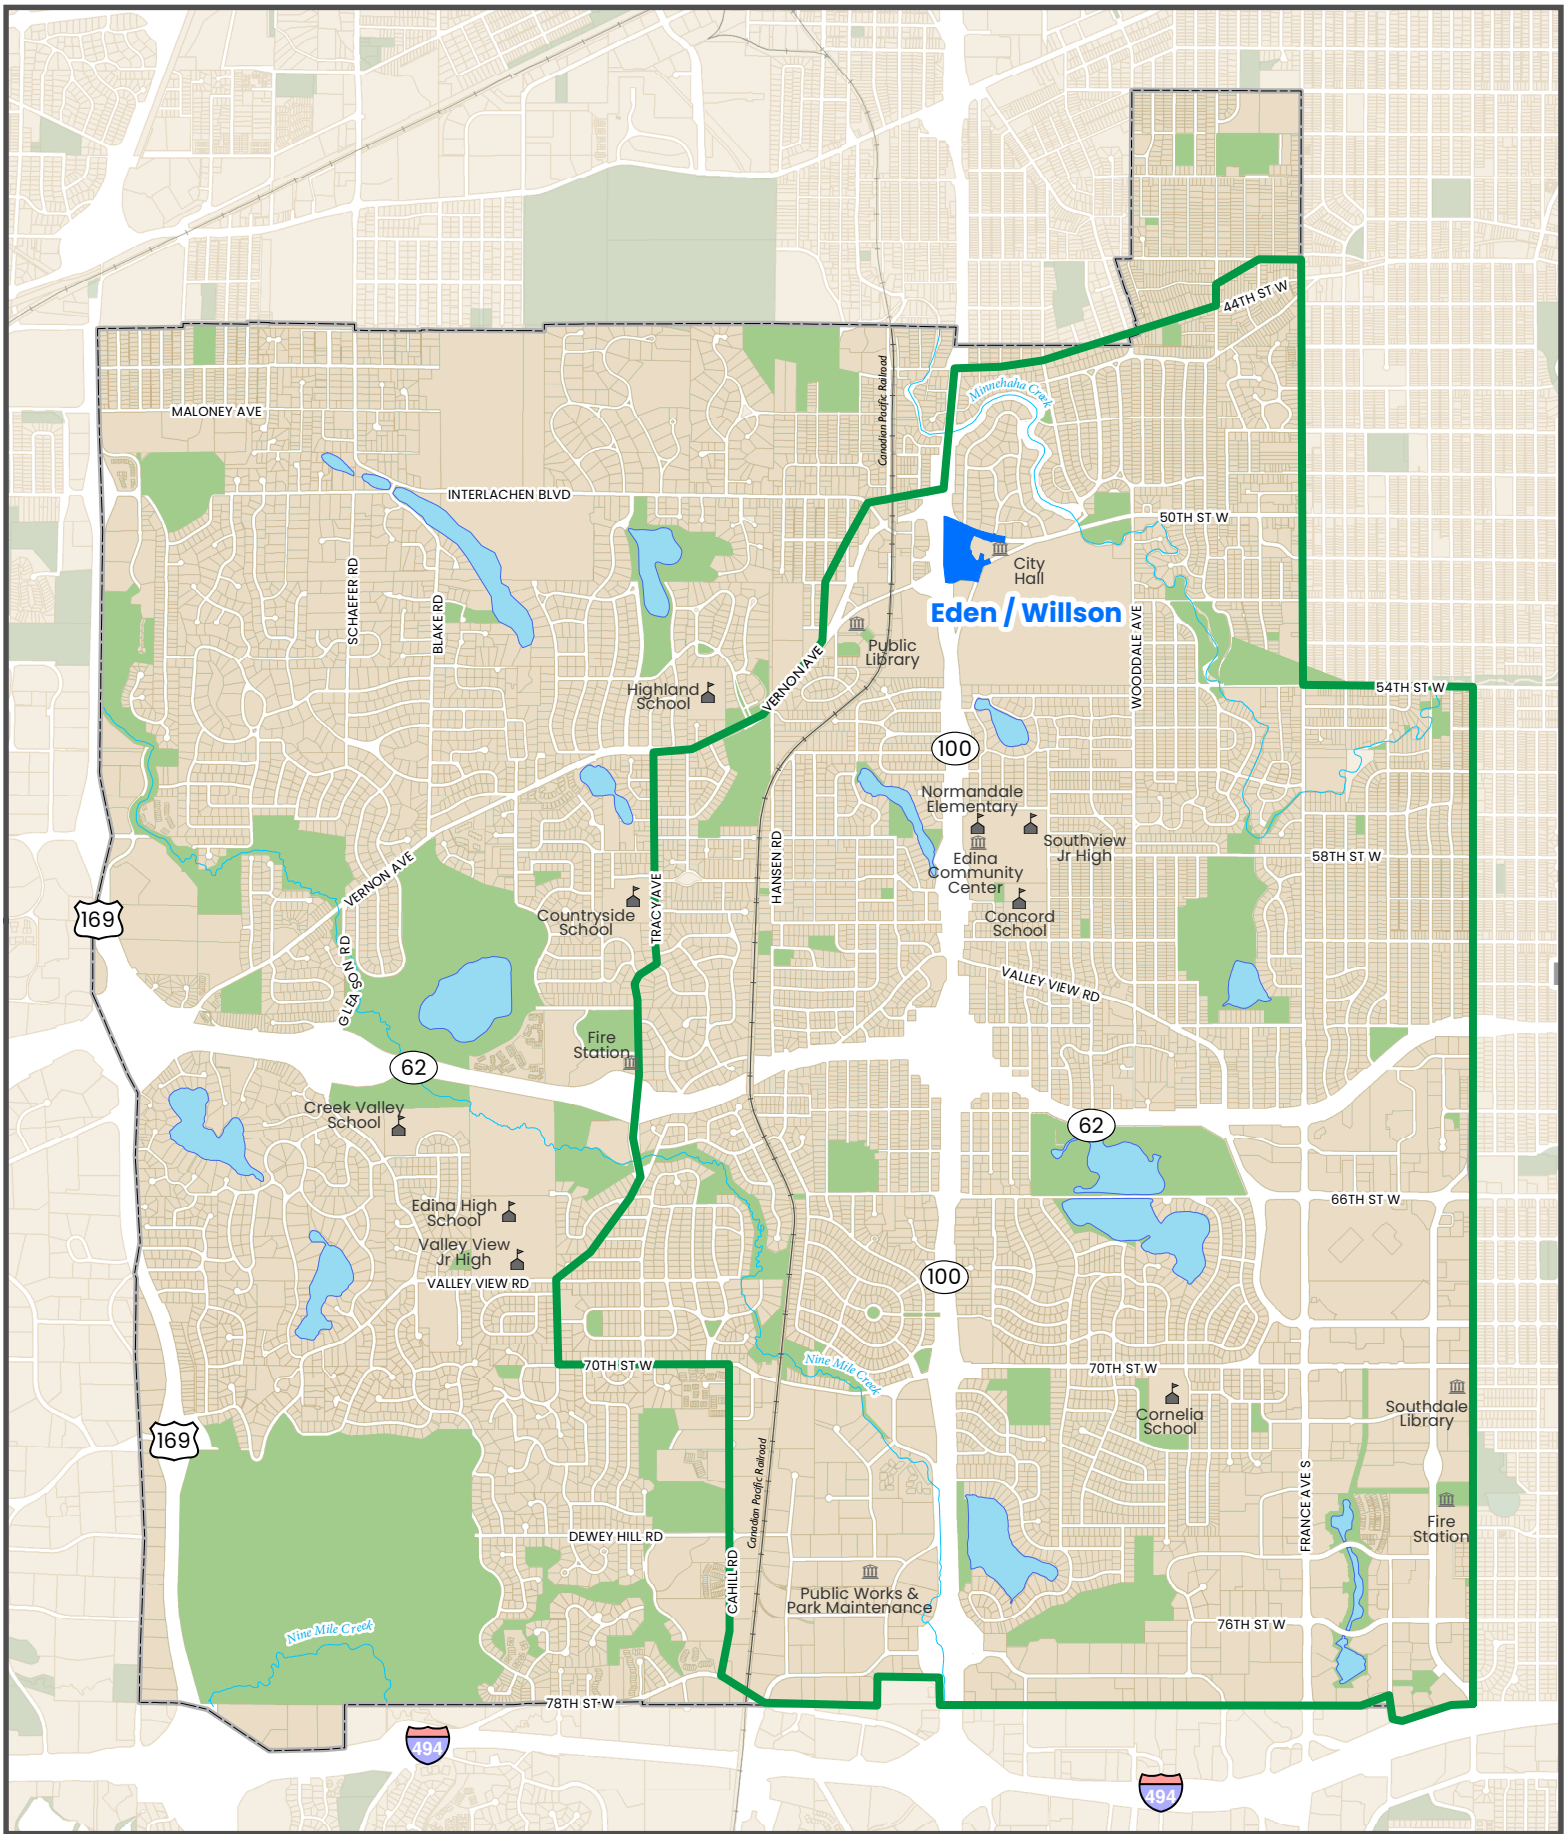 44TH ST W
Canadian Pacific Railroad
Minnehaha Creek
MALONEY AVE
INTERLACHEN BLVD
50TH ST W
City
Hall
SCHAEFER RD
BLAKE RD
Eden / Willson
WOODDALE AVE
Public
Library
VERNON AVE
Highland
School
54TH ST W
100
Normandale
Elementary
Southview
Jr High
HANSEN RD
Edina
Community
Center
58TH ST W
VERNON AVE
TRACY AVE
Countryside
School
Concord
School
169
GLEASON RD
VALLEY VIEW RD
Fire
Station
62
Creek Valley
School
62
Edina High
School
66TH ST W
Valley View
Jr High
VALLEY VIEW RD
100
70TH ST W
Nine Mile Creek
70TH ST W
Cornelia
School
Southdale
Library
169
Canadian Pacific Railroad
FRANCE AVE S
Fire
Station
DEWEY HILL RD
CAHILL RD
Public Works &
Park Maintenance
76TH ST W
Nine Mile Creek
78TH ST W
494
494